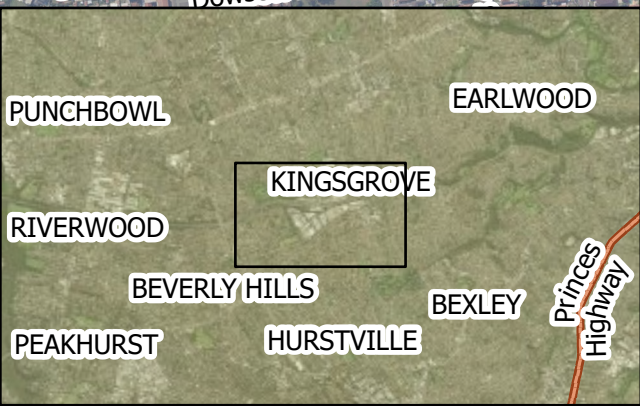 EARLWOOD
PUNCHBOWL
KINGSGROVE
RIVERWOOD
BEVERLY HILLS
BEXLEY
Princes
Highway
PEAKHURST
HURSTVILLE